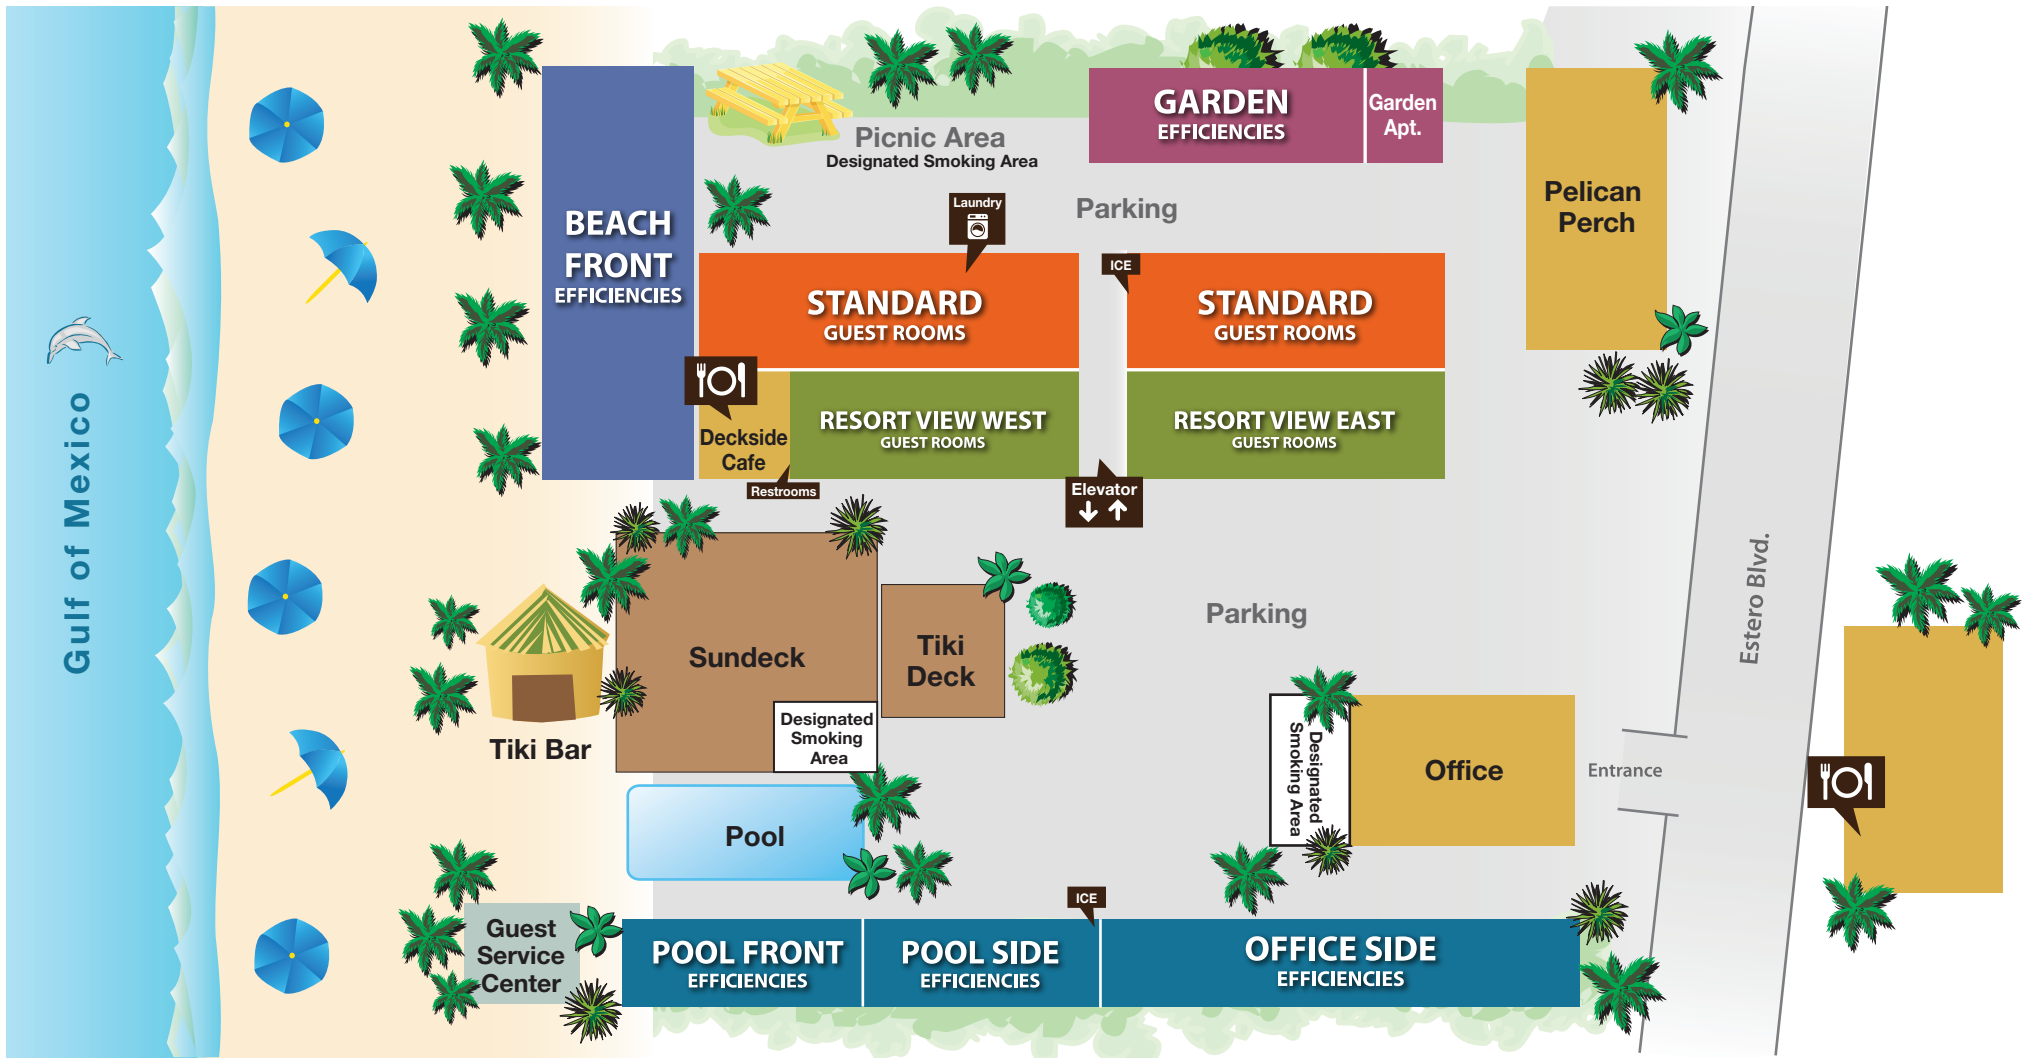 Gulf of Mexico
BEACH
FRONT
EFFICIENCIES
Picnic Area
Designated Smoking Area
GARDEN
EFFICIENCIES
Garden
Apt.
Pelican
Perch
Laundry
Parking
ICE
STANDARD
GUEST ROOMS
STANDARD
GUEST ROOMS
Deckside
Cafe
RESORT VIEW WEST
GUEST ROOMS
RESORT VIEW EAST
GUEST ROOMS
Restrooms
Elevator
Estero Blvd.
Tiki Bar
Sundeck
Designated
Smoking
Area
Tiki
Deck
Parking
Designated
Smoking Area
Office
Entrance
Pool
ICE
Guest
Service
Center
POOL FRONT
EFFICIENCIES
POOL SIDE
EFFICIENCIES
OFFICE SIDE
EFFICIENCIES